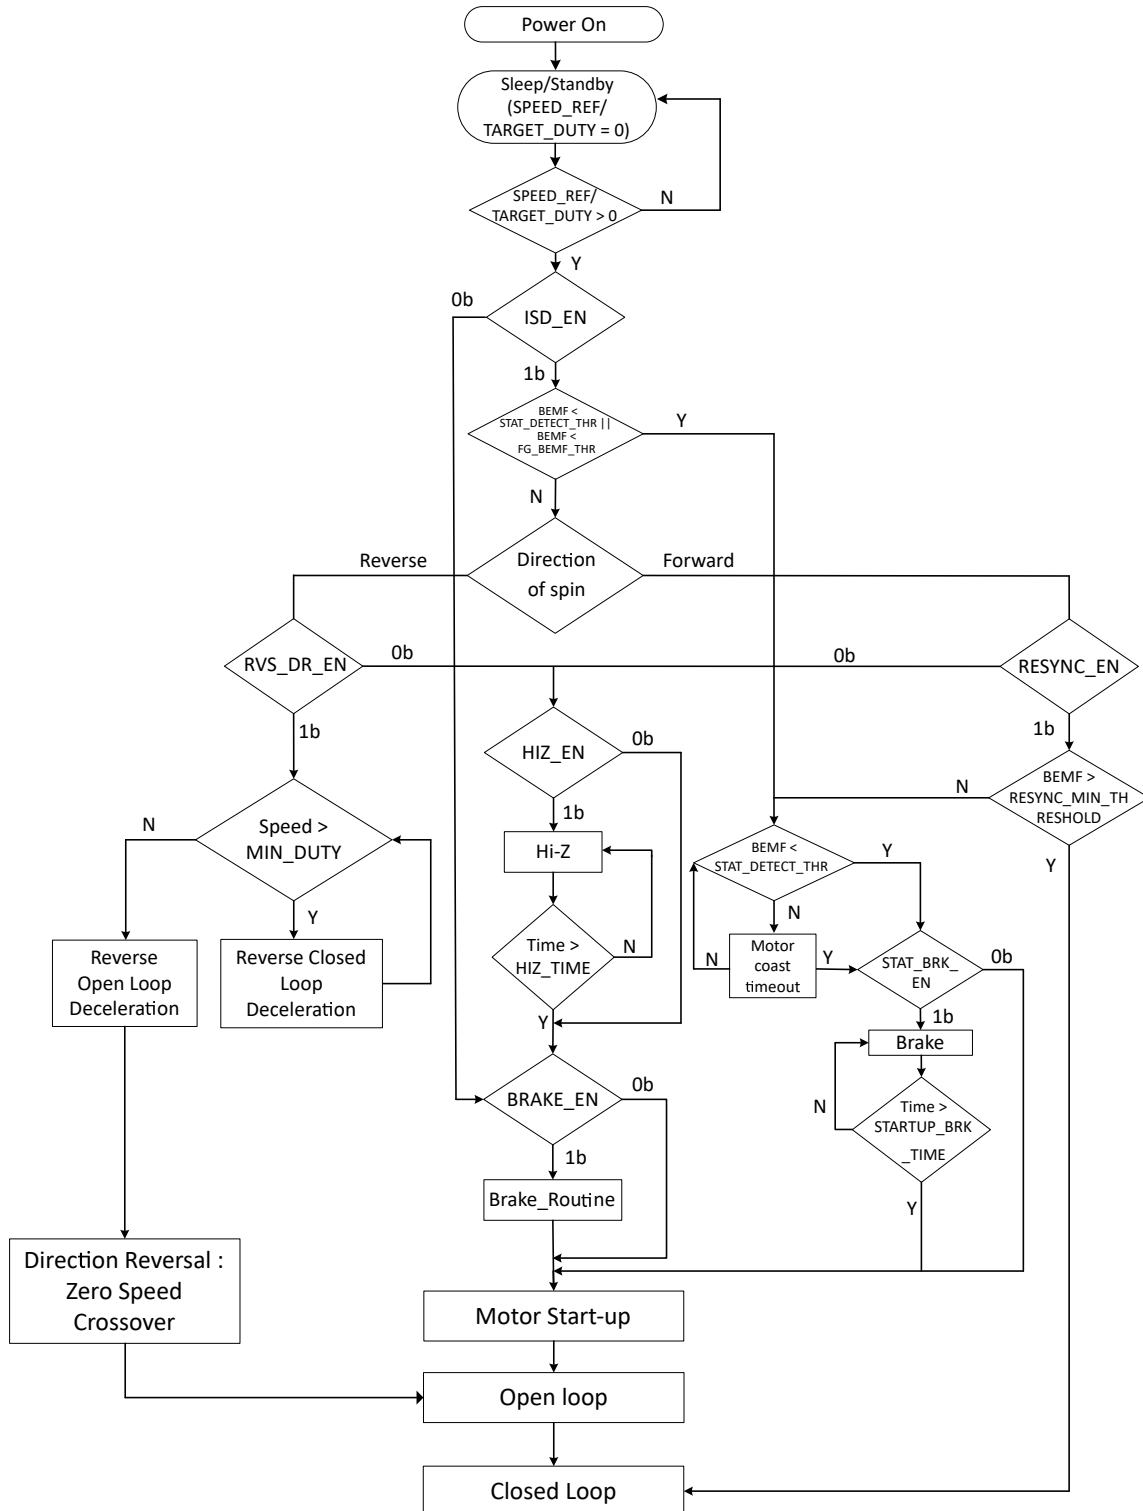 Power On
Sleep/Standby
(SPEED_REF/
TARGET_DUTY = 0)
SPEED_REF/
TARGET_DUTY > 0
N
Y
0b
ISD_EN
1b
BEMF <
STAT_DETECT_THR ||
BEMF <
FG_BEMF_THR
Y
N
Reverse
Direction
of spin
Forward
RVS_DR_EN
0b
0b
RESYNC_EN
1b
HIZ_EN
0b
1b
BEMF >
RESYNC_MIN_TH
RESHOLD
N
Y
N
Speed >
MIN_DUTY
Y
1b
Hi-Z
BEMF <
STAT_DETECT_THR
Y
N
Time >
HIZ_TIME
N
Y
Reverse
Open Loop
Deceleration
Reverse Closed
Loop
Deceleration
N
Motor
coast
timeout
Y
STAT_BRK_
EN
0b
1b
Brake
BRAKE_EN
0b
1b
N
Time >
STARTUP_BRK
_TIME
Y
Brake_Routine
Direction Reversal :
Zero Speed
Crossover
Motor Start-up
Open loop
Closed Loop